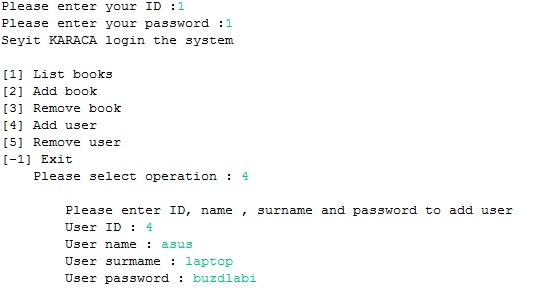 Please enter your ID :1
Please enter your password :1
Seyit KARACA login the system
[1] List books
[2] Add book
[3] Remove book
[4] Add user
[5] Remove user
[-1] Exit
Please select operation : 4
Please enter ID, name , surname and password to add user
User ID : 4
User name : asus
User surmame : laptop
User password : buzdlabi